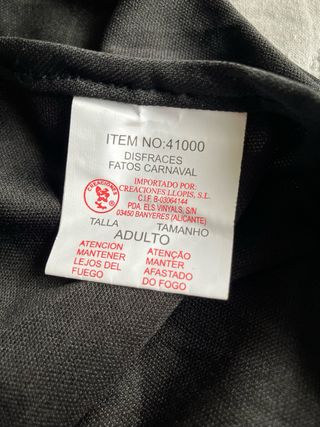 ITEM NO:41000
DISFRACES
FATOS CARNAVAL
CREACIONES
IMPORTADO POR:
CREACIONES LLOPIS, S.L.
C.I.F. B-03064144
PDA. ELS VINYALS, S/N
03450 BANYERES (ALICANTE)
TALLA TAMANHO
ADULTO
ATENCION
MANTENER
LEJOS DEL
FUEGO
ATENÇÃO
MANTER
AFASTADO
DO FOGO